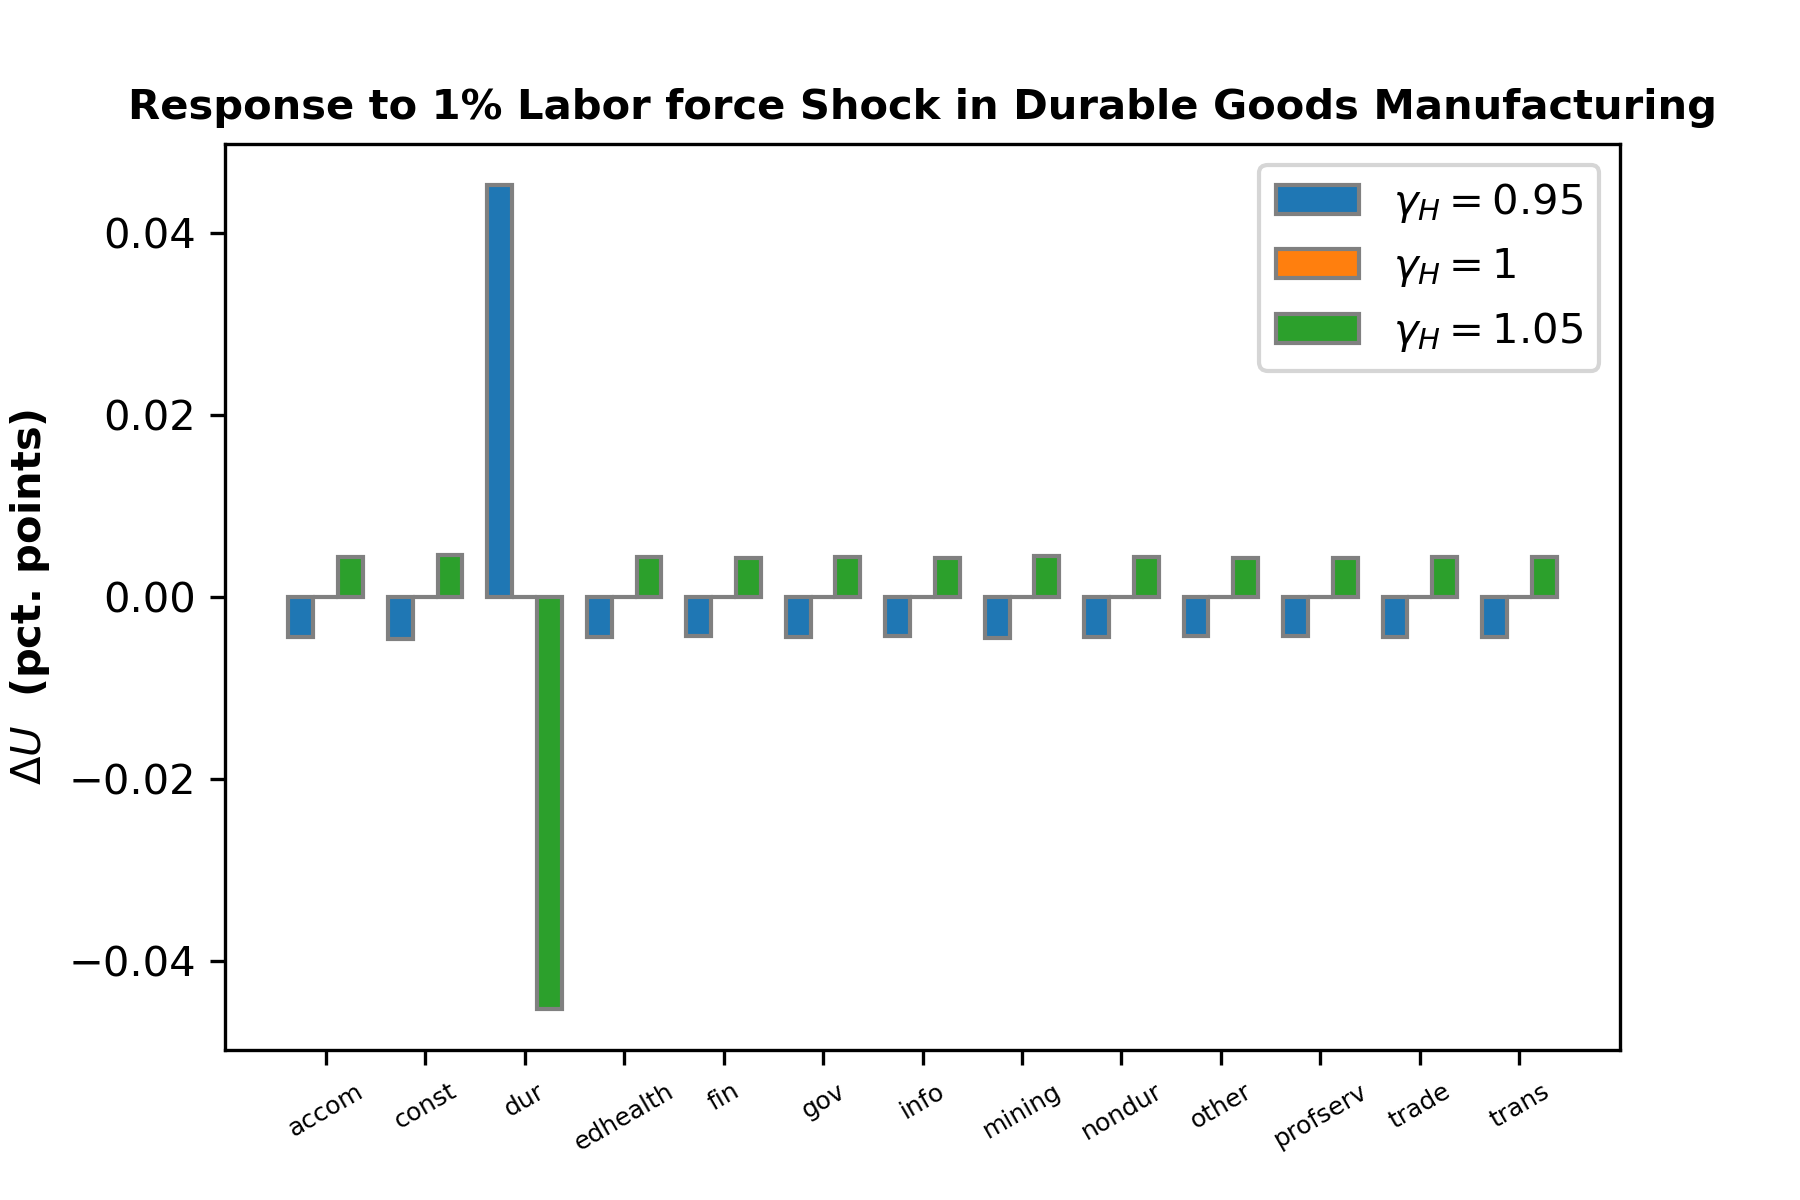 Response to 1% Labor force Shock in Durable Goods Manufacturing
γH = 0.95
γH = 1
γH = 1.05
ΔU (pct. points)
0.04
0.02
0.00
−0.02
−0.04
accom const dur edhealth fin gov info mining nondur other profserv trade trans